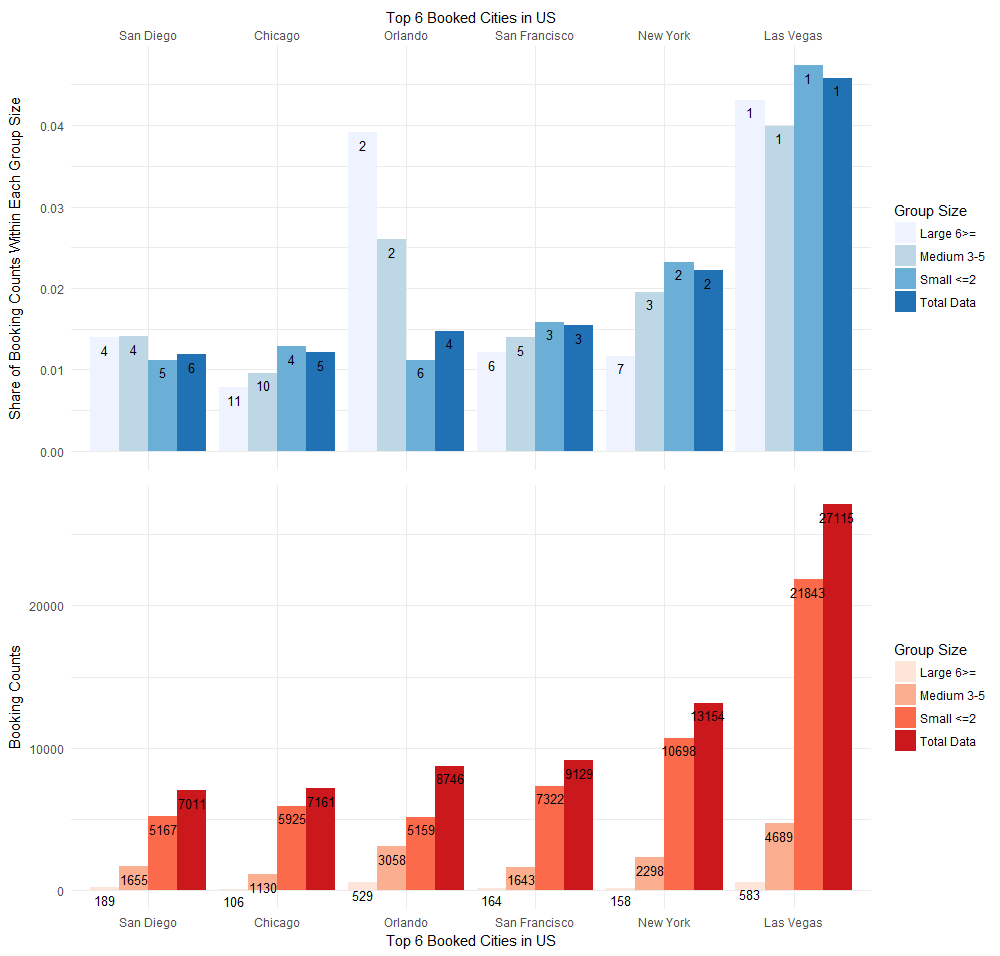 Top 6 Booked Cities in US
San Diego Chicago Orlando San Francisco New York Las Vegas
Share of Booking Counts Within Each Group Size
0.04
0.03
0.02
0.01
0.00
4 4 5 6
11 10 4 5
2 2 6 4
6 5 3 3
7 3 2 2
1 1 1 1
Group Size
Large 6>=
Medium 3-5
Small <=2
Total Data
Booking Counts
20000
10000
0
189 1655 5167 7011
106 1130 5925 7161
529 3058 5159 8746
164 1643 7322 9129
158 2298 10698 13154
583 4689 21843 27115
Group Size
Large 6>=
Medium 3-5
Small <=2
Total Data
San Diego Chicago Orlando San Francisco New York Las Vegas
Top 6 Booked Cities in US